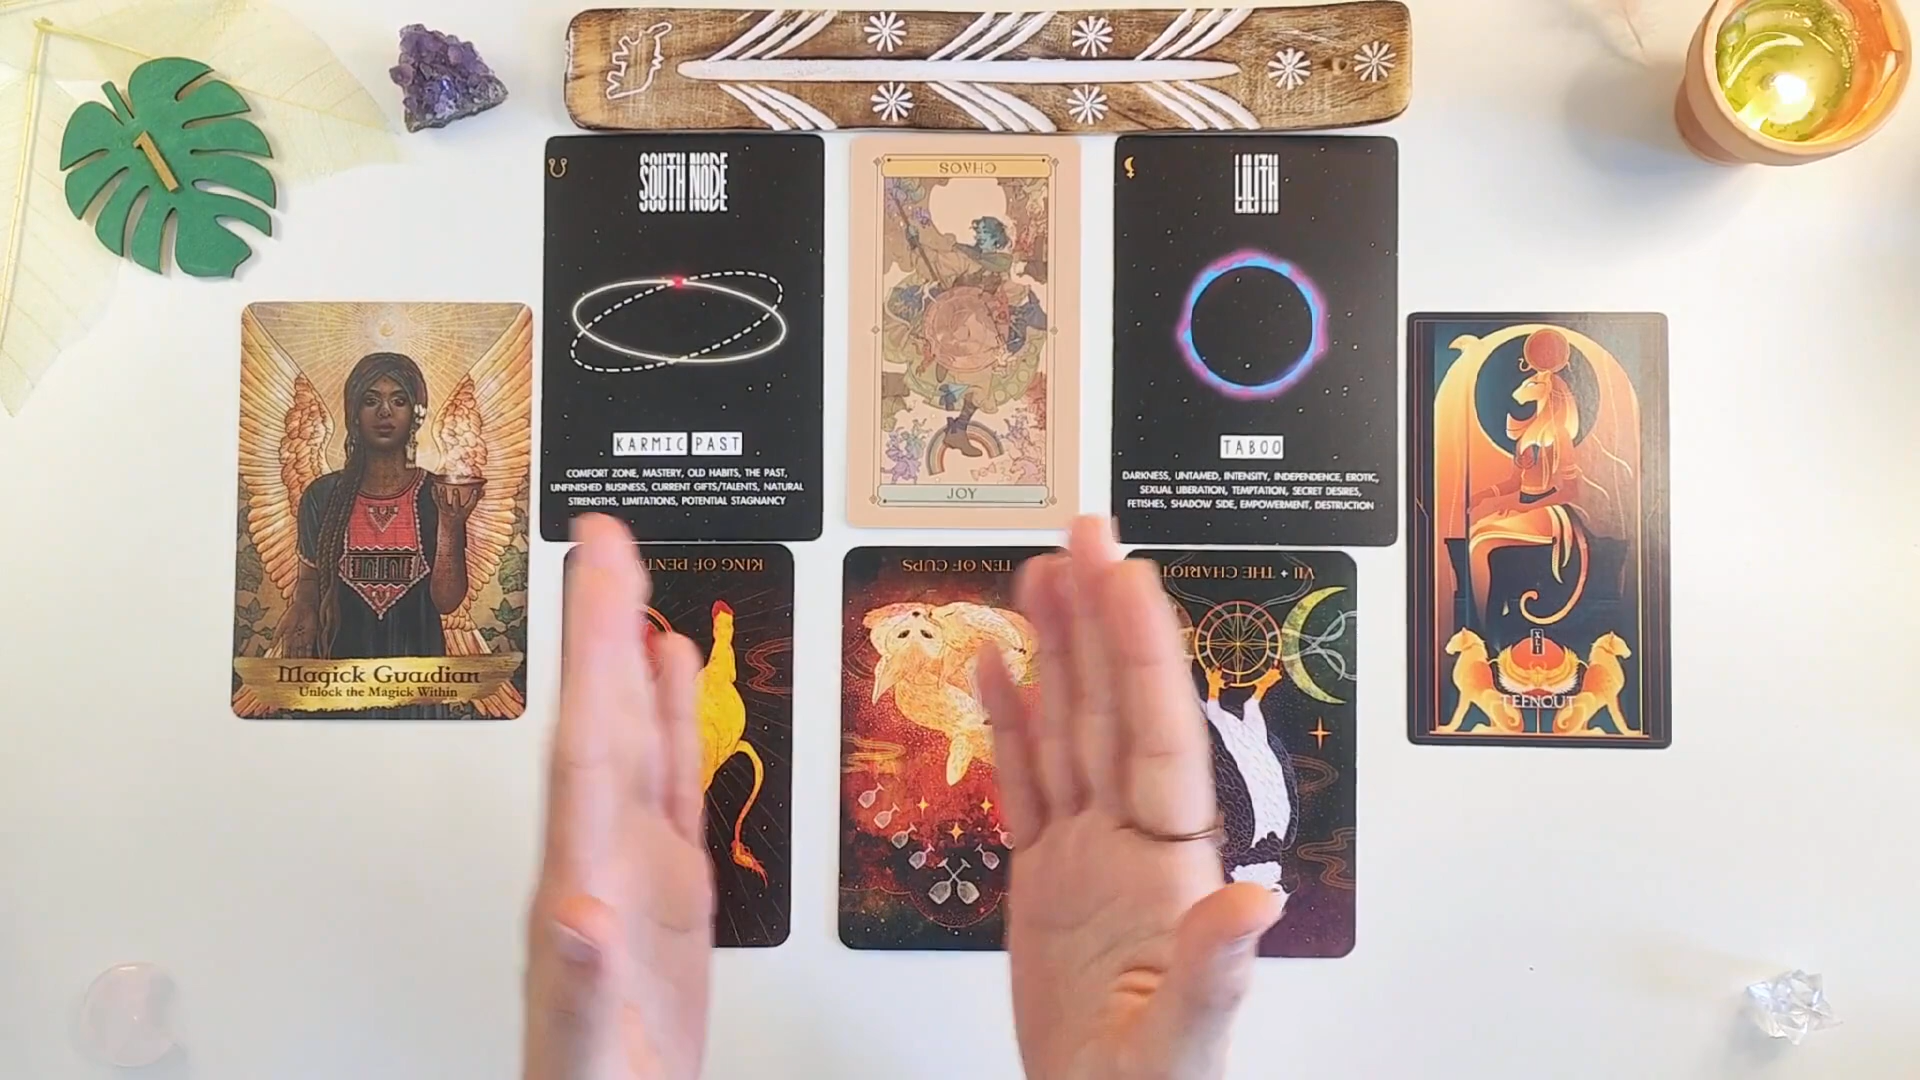 SOUTH NODE
KARMIC PAST
COMFORT ZONE, MASTERY, OLD HABITS, THE PAST,
UNFINISHED BUSINESS, CURRENT GIFTS/TALENTS, NATURAL
STRENGTHS, LIMITATIONS, POTENTIAL STAGNANCY
CHAOS
JOY
LILITH
TABOO
DARKNESS, UNTAMED, INTENSITY, INDEPENDENCE, EROTIC,
SEXUAL LIBERATION, TEMPTATION, SECRET DESIRES,
FETISHES, SHADOW SIDE, EMPOWERMENT, DESTRUCTION
Magick Guardian
Unlock the Magick Within
KING OF
TEN OF CUPS
VII + THE CHARIOT
TEFNOUT